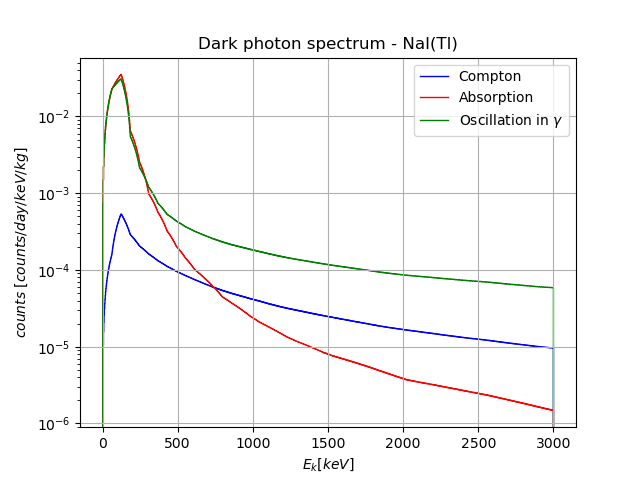 Dark photon spectrum - NaI(Tl)
Compton
Absorption
Oscillation in γ
counts [counts/day/keV/kg]
10⁻²
10⁻³
10⁻⁴
10⁻⁵
10⁻⁶
0 500 1000 1500 2000 2500 3000
Eₖ[keV]